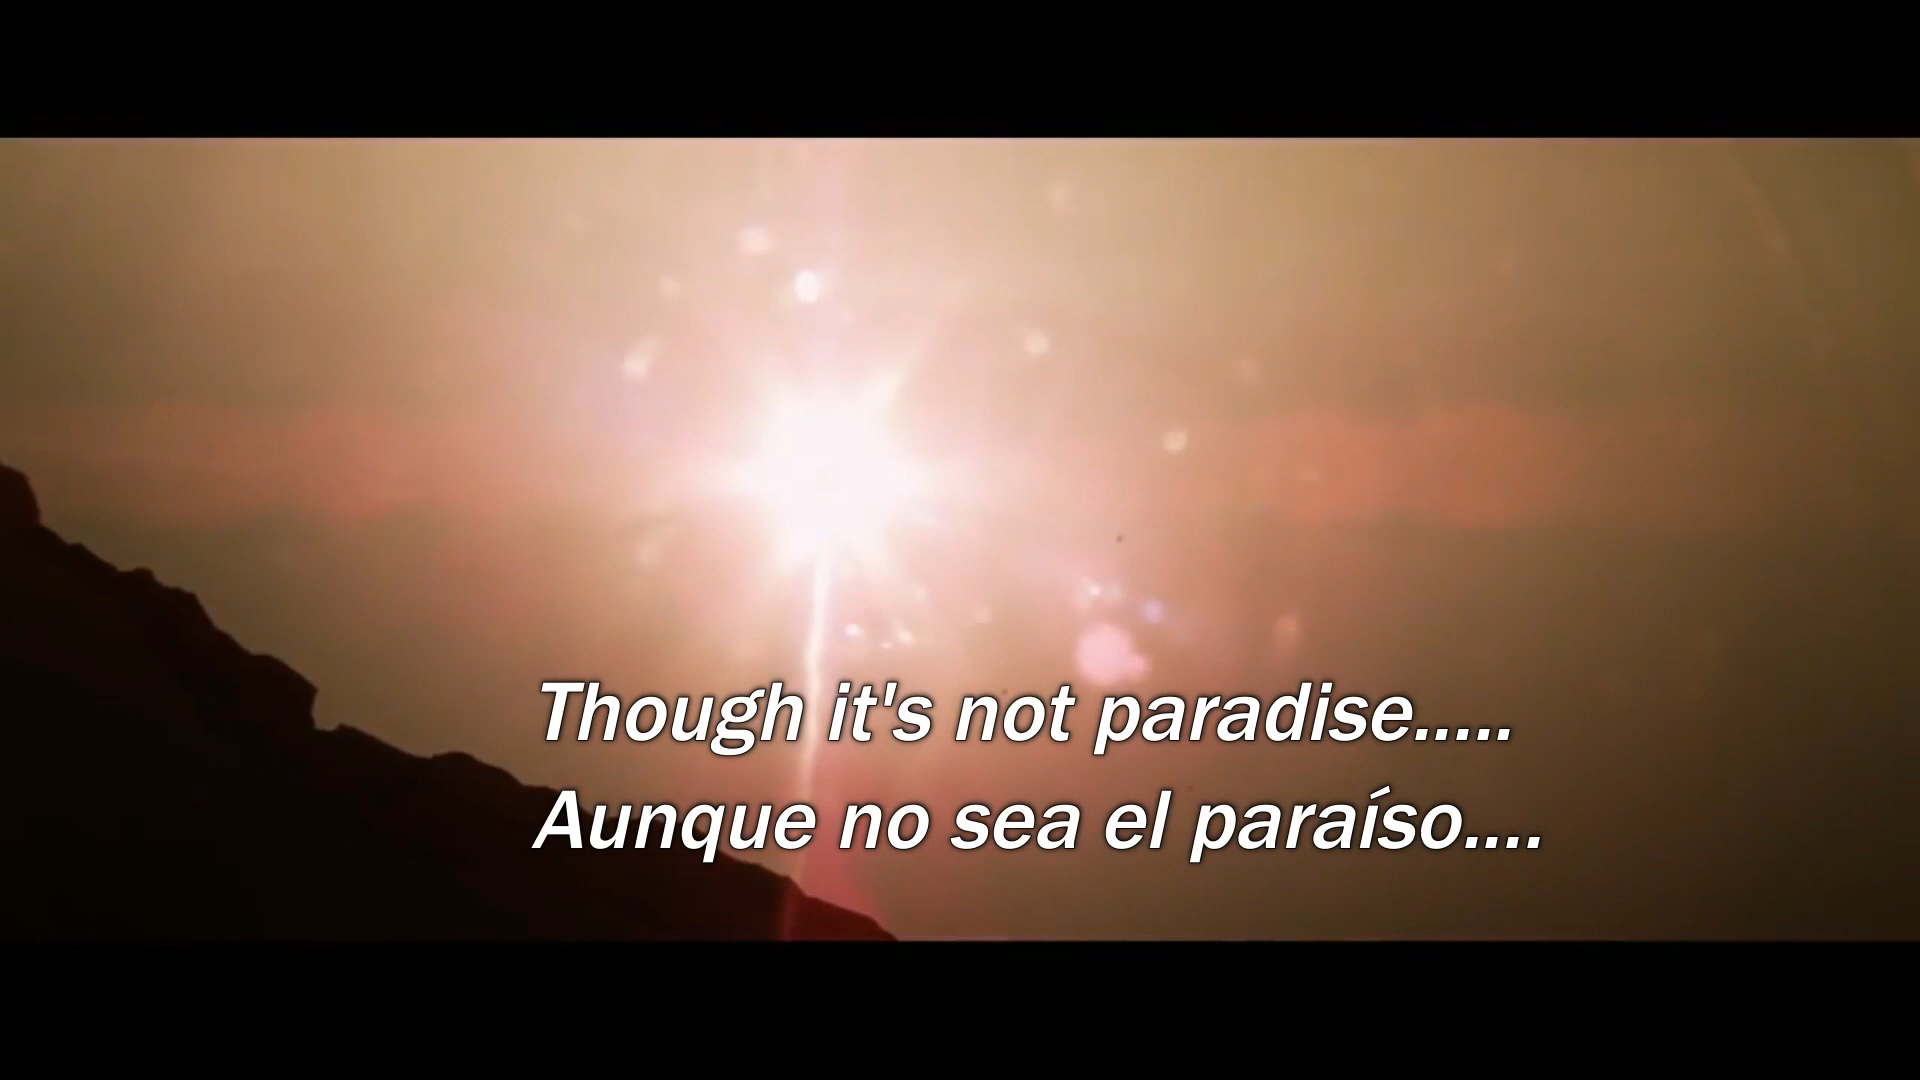 Though it's not paradise.....
Aunque no sea el paraíso....